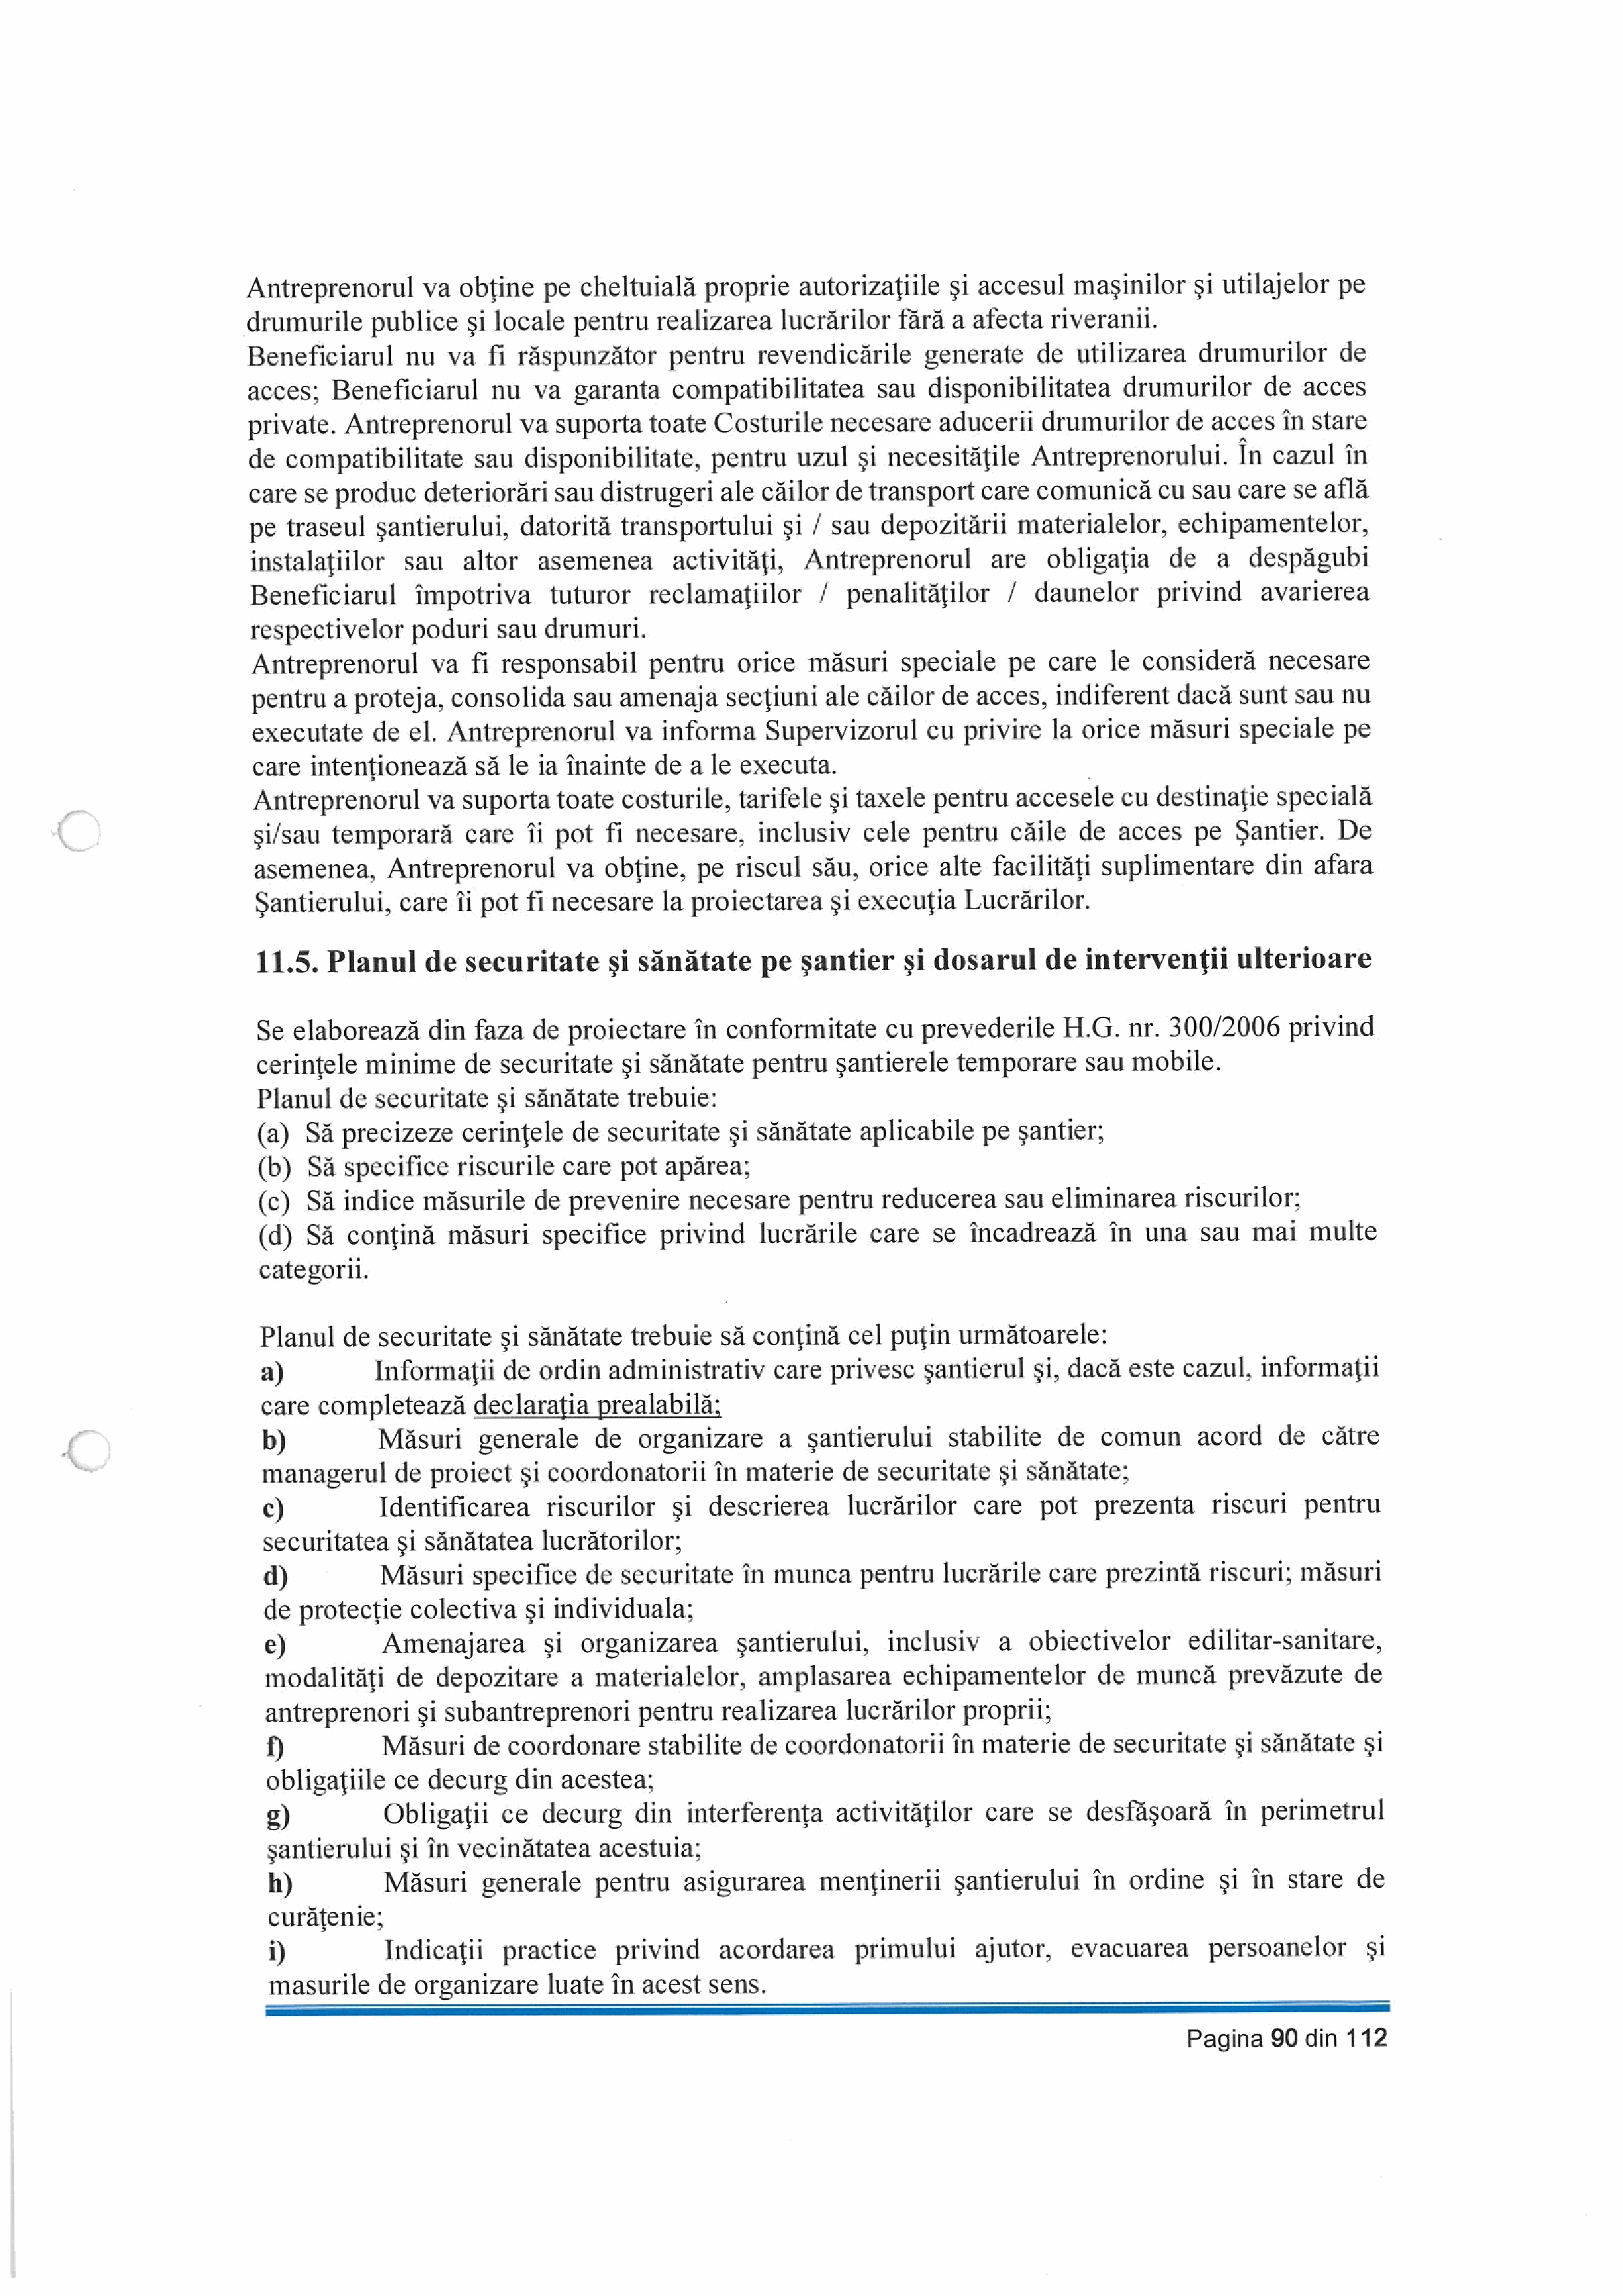 Antreprenorul va obţine pe cheltuială proprie autorizaţiile şi accesul maşinilor şi utilajelor pe
drumurile publice şi locale pentru realizarea lucrărilor fără a afecta riveranii.
Beneficiarul nu va fi răspunzător pentru revendicările generate de utilizarea drumurilor de
acces; Beneficiarul nu va garanta compatibilitatea sau disponibilitatea drumurilor de acces
private. Antreprenorul va suporta toate Costurile necesare aducerii drumurilor de acces în stare
de compatibilitate sau disponibilitate, pentru uzul şi necesităţile Antreprenorului. În cazul în
care se produc deteriorări sau distrugeri ale căilor de transport care comunică cu sau care se află
pe traseul şantierului, datorită transportului şi / sau depozitării materialelor, echipamentelor,
instalaţiilor sau altor asemenea activităţi, Antreprenorul are obligaţia de a despăgubi
Beneficiarul împotriva tuturor reclamaţiilor / penalităţilor / daunelor privind avarierea
respectivelor poduri sau drumuri.
Antreprenorul va fi responsabil pentru orice măsuri speciale pe care le consideră necesare
pentru a proteja, consolida sau amenaja secţiuni ale căilor de acces, indiferent dacă sunt sau nu
executate de el. Antreprenorul va informa Supervizorul cu privire la orice măsuri speciale pe
care intenţionează să le ia înainte de a le executa.
Antreprenorul va suporta toate costurile, tarifele şi taxele pentru accesele cu destinaţie specială
şi/sau temporară care îi pot fi necesare, inclusiv cele pentru căile de acces pe Şantier. De
asemenea, Antreprenorul va obţine, pe riscul său, orice alte facilităţi suplimentare din afara
Şantierului, care îi pot fi necesare la proiectarea şi execuţia Lucrărilor.
11.5. Planul de securitate şi sănătate pe şantier şi dosarul de intervenţii ulterioare
Se elaborează din faza de proiectare în conformitate cu prevederile H.G. nr. 300/2006 privind
cerinţele minime de securitate şi sănătate pentru şantierele temporare sau mobile.
Planul de securitate şi sănătate trebuie:
(a) Să precizeze cerinţele de securitate şi sănătate aplicabile pe şantier;
(b) Să specifice riscurile care pot apărea;
(c) Să indice măsurile de prevenire necesare pentru reducerea sau eliminarea riscurilor;
(d) Să conţină măsuri specifice privind lucrările care se încadrează în una sau mai multe
categorii.
Planul de securitate şi sănătate trebuie să conţină cel puţin următoarele:
a) Informaţii de ordin administrativ care privesc şantierul şi, dacă este cazul, informaţii
care completează declaraţia prealabilă;
b) Măsuri generale de organizare a şantierului stabilite de comun acord de către
managerul de proiect şi coordonatorii în materie de securitate şi sănătate;
c) Identificarea riscurilor şi descrierea lucrărilor care pot prezenta riscuri pentru
securitatea şi sănătatea lucrătorilor;
d) Măsuri specifice de securitate în munca pentru lucrările care prezintă riscuri; măsuri
de protecţie colectiva şi individuala;
e) Amenajarea şi organizarea şantierului, inclusiv a obiectivelor edilitar-sanitare,
modalităţi de depozitare a materialelor, amplasarea echipamentelor de muncă prevăzute de
antreprenori şi subantreprenori pentru realizarea lucrărilor proprii;
f) Măsuri de coordonare stabilite de coordonatorii în materie de securitate şi sănătate şi
obligaţiile ce decurg din acestea;
g) Obligaţii ce decurg din interferenţa activităţilor care se desfăşoară în perimetrul
şantierului şi în vecinătatea acestuia;
h) Măsuri generale pentru asigurarea menţinerii şantierului în ordine şi în stare de
curăţenie;
i) Indicaţii practice privind acordarea primului ajutor, evacuarea persoanelor şi
masurile de organizare luate în acest sens.
Pagina 90 din 112